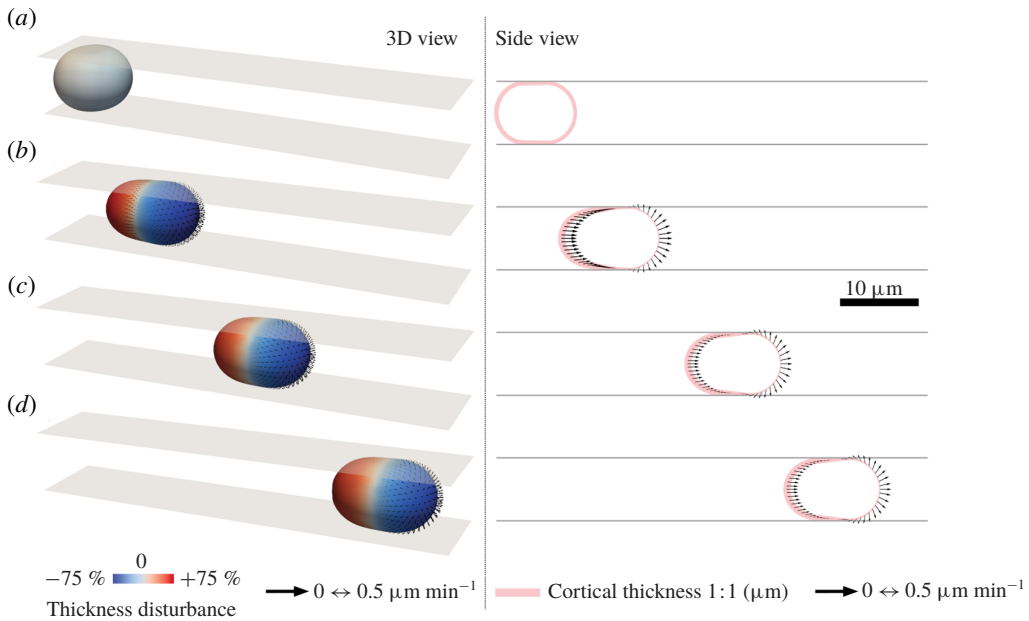 (a)
3D view
Side view
(b)
(c)
10 μm
(d)
0
−75 % +75 %
Thickness disturbance
0 ↔ 0.5 μm min⁻¹
Cortical thickness 1:1 (μm)
0 ↔ 0.5 μm min⁻¹